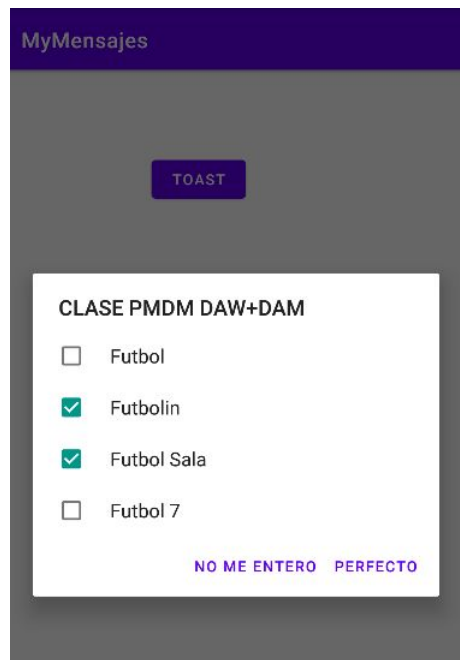 MyMensajes
TOAST
CLASE PMDM DAW+DAM
Futbol
Futbolin
Futbol Sala
Futbol 7
NO ME ENTERO PERFECTO